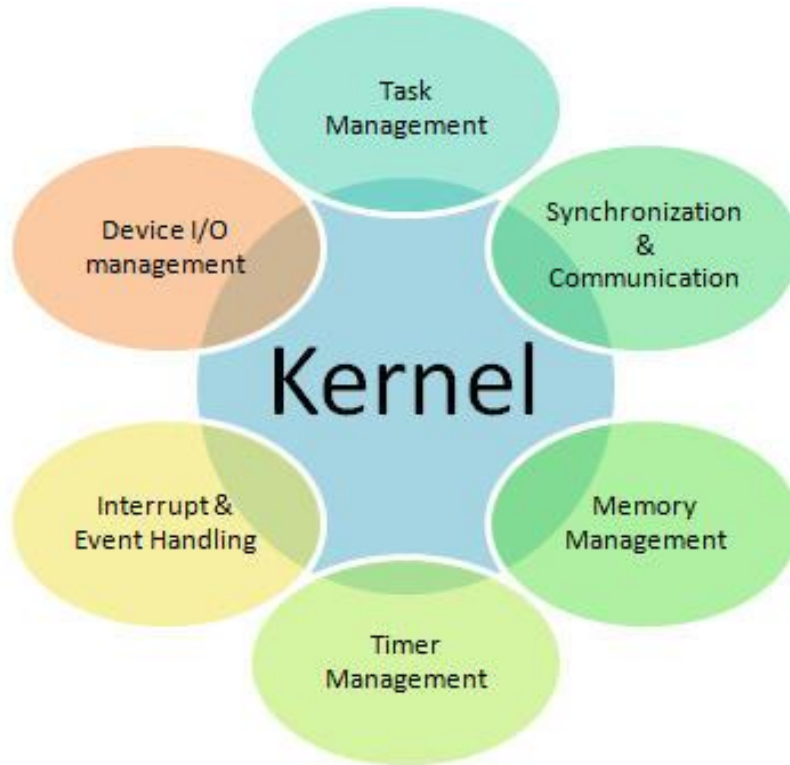 Task
Management
Synchronization
&
Communication
Memory
Management
Timer
Management
Interrupt &
Event Handling
Device I/O
management
Kernel